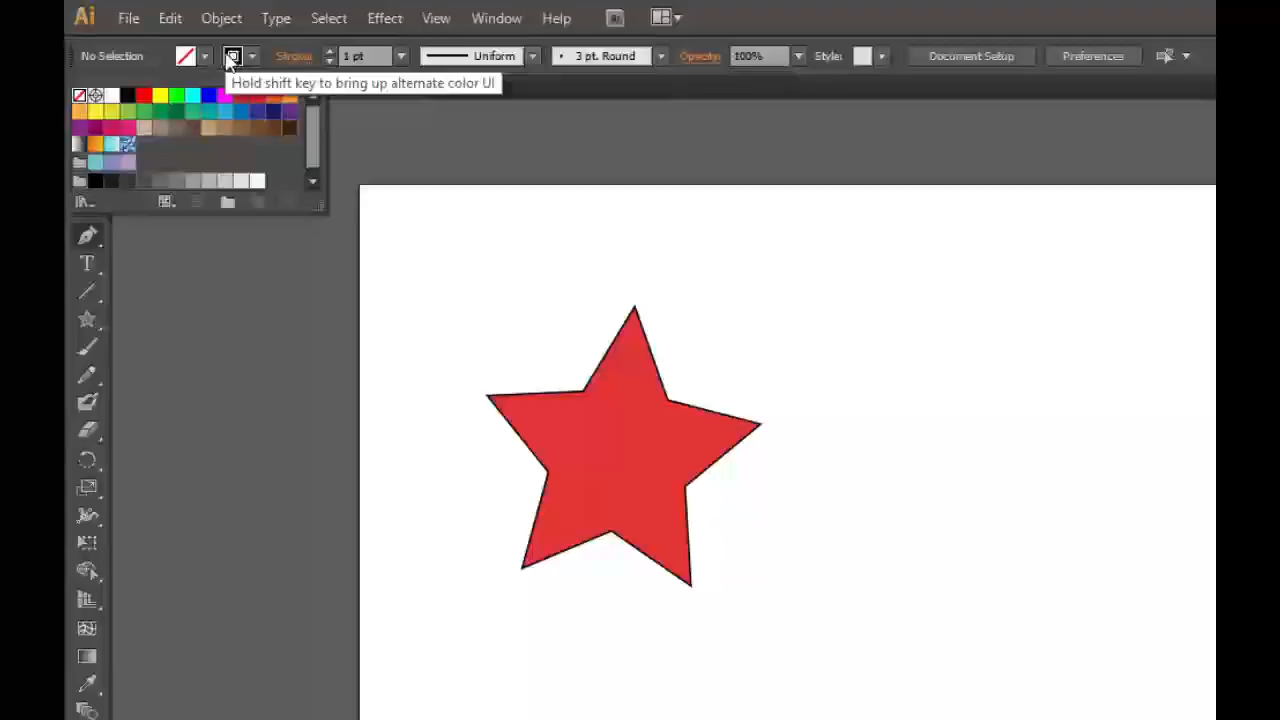 Ai File Edit Object Type Select Effect View Window Help Br
No Selection Stroke: 1 pt Uniform 3 pt. Round Opacity: 100% Style: Document Setup Preferences
Hold shift key to bring up alternate color UI
T